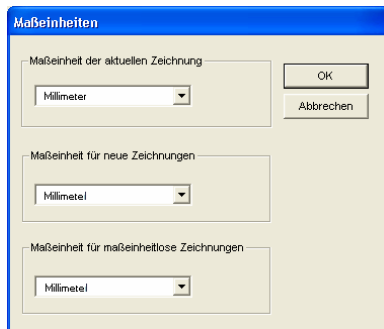 Maßeinheiten
Maßeinheit der aktuellen Zeichnung
Millimeter
OK
Abbrechen
Maßeinheit für neue Zeichnungen
Millimetel
Maßeinheit für maßeinheitlose Zeichnungen
Millimetel